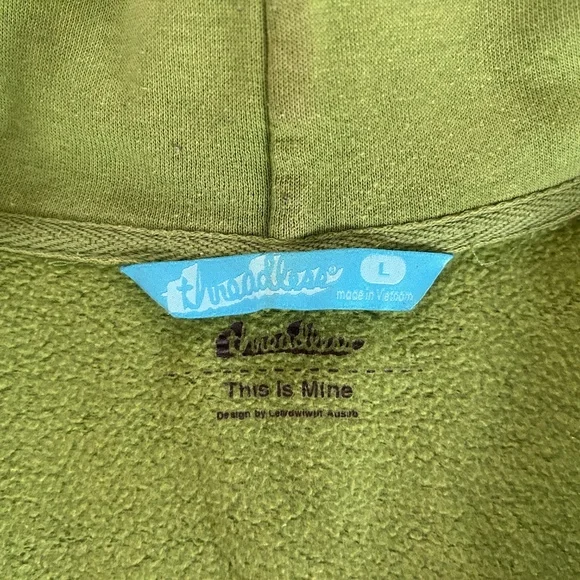 threadless®
L
made in Vietnam
threadless
This Is Mine
Design by